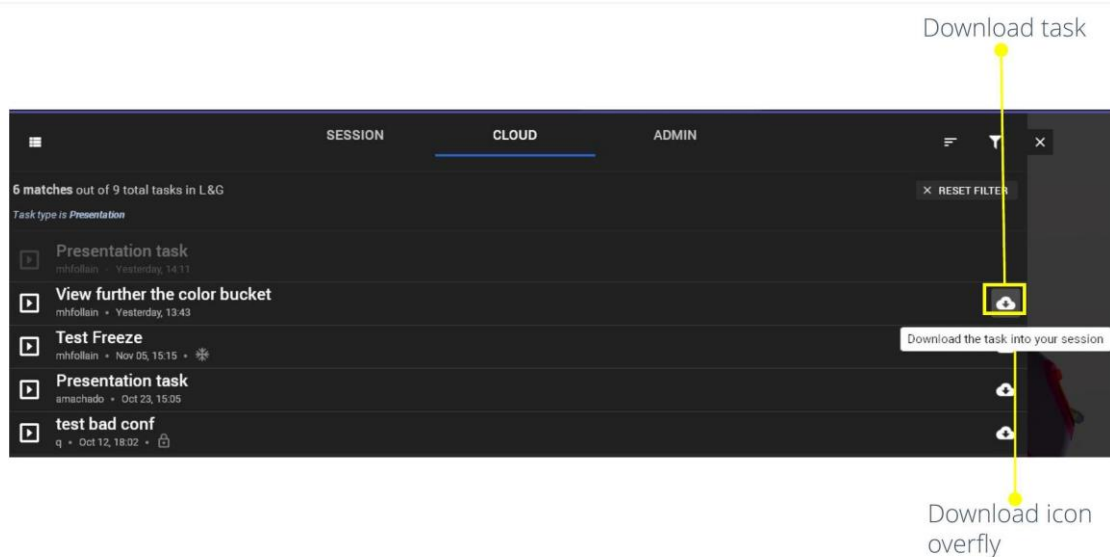 Download task
SESSION CLOUD ADMIN
6 matches out of 9 total tasks in L&G
× RESET FILTER
Task type is Presentation
Presentation task
mhfollain • Yesterday, 14:11
View further the color bucket
mhfollain • Yesterday, 13:43
Download the task into your session
Test Freeze
mhfollain • Nov 05, 15:15 •
Presentation task
amachado • Oct 23, 15:05
test bad conf
q • Oct 12, 18:02 •
Download icon
overfly